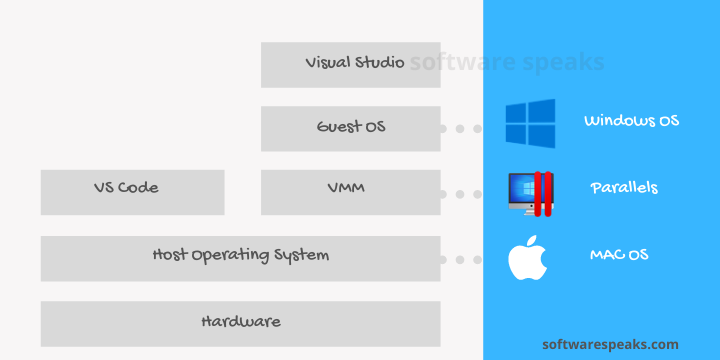 Visual Studio
software speaks
Guest OS
Windows OS
VS Code
VMM
Parallels
Host Operating System
MAC OS
Hardware
softwarespeaks.com